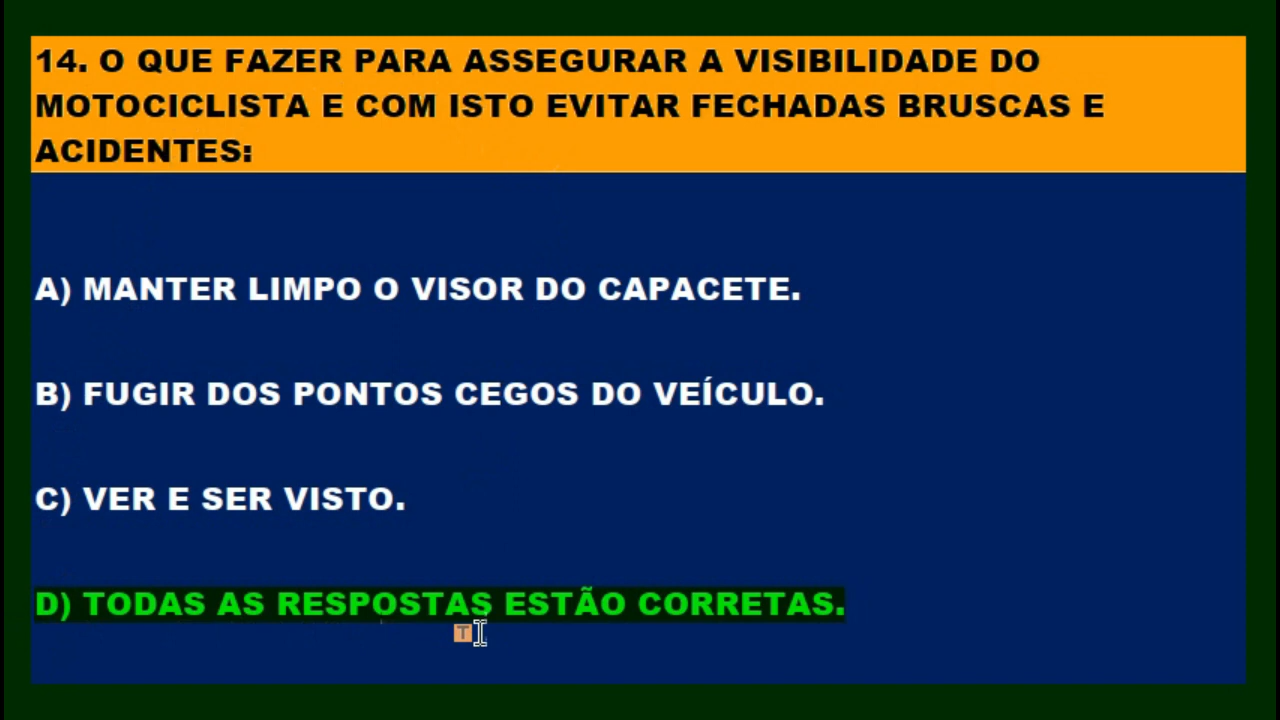 14. O QUE FAZER PARA ASSEGURAR A VISIBILIDADE DO
MOTOCICLISTA E COM ISTO EVITAR FECHADAS BRUSCAS E
ACIDENTES:
A) MANTER LIMPO O VISOR DO CAPACETE.
B) FUGIR DOS PONTOS CEGOS DO VEÍCULO.
C) VER E SER VISTO.
D) TODAS AS RESPOSTAS ESTÃO CORRETAS.
T